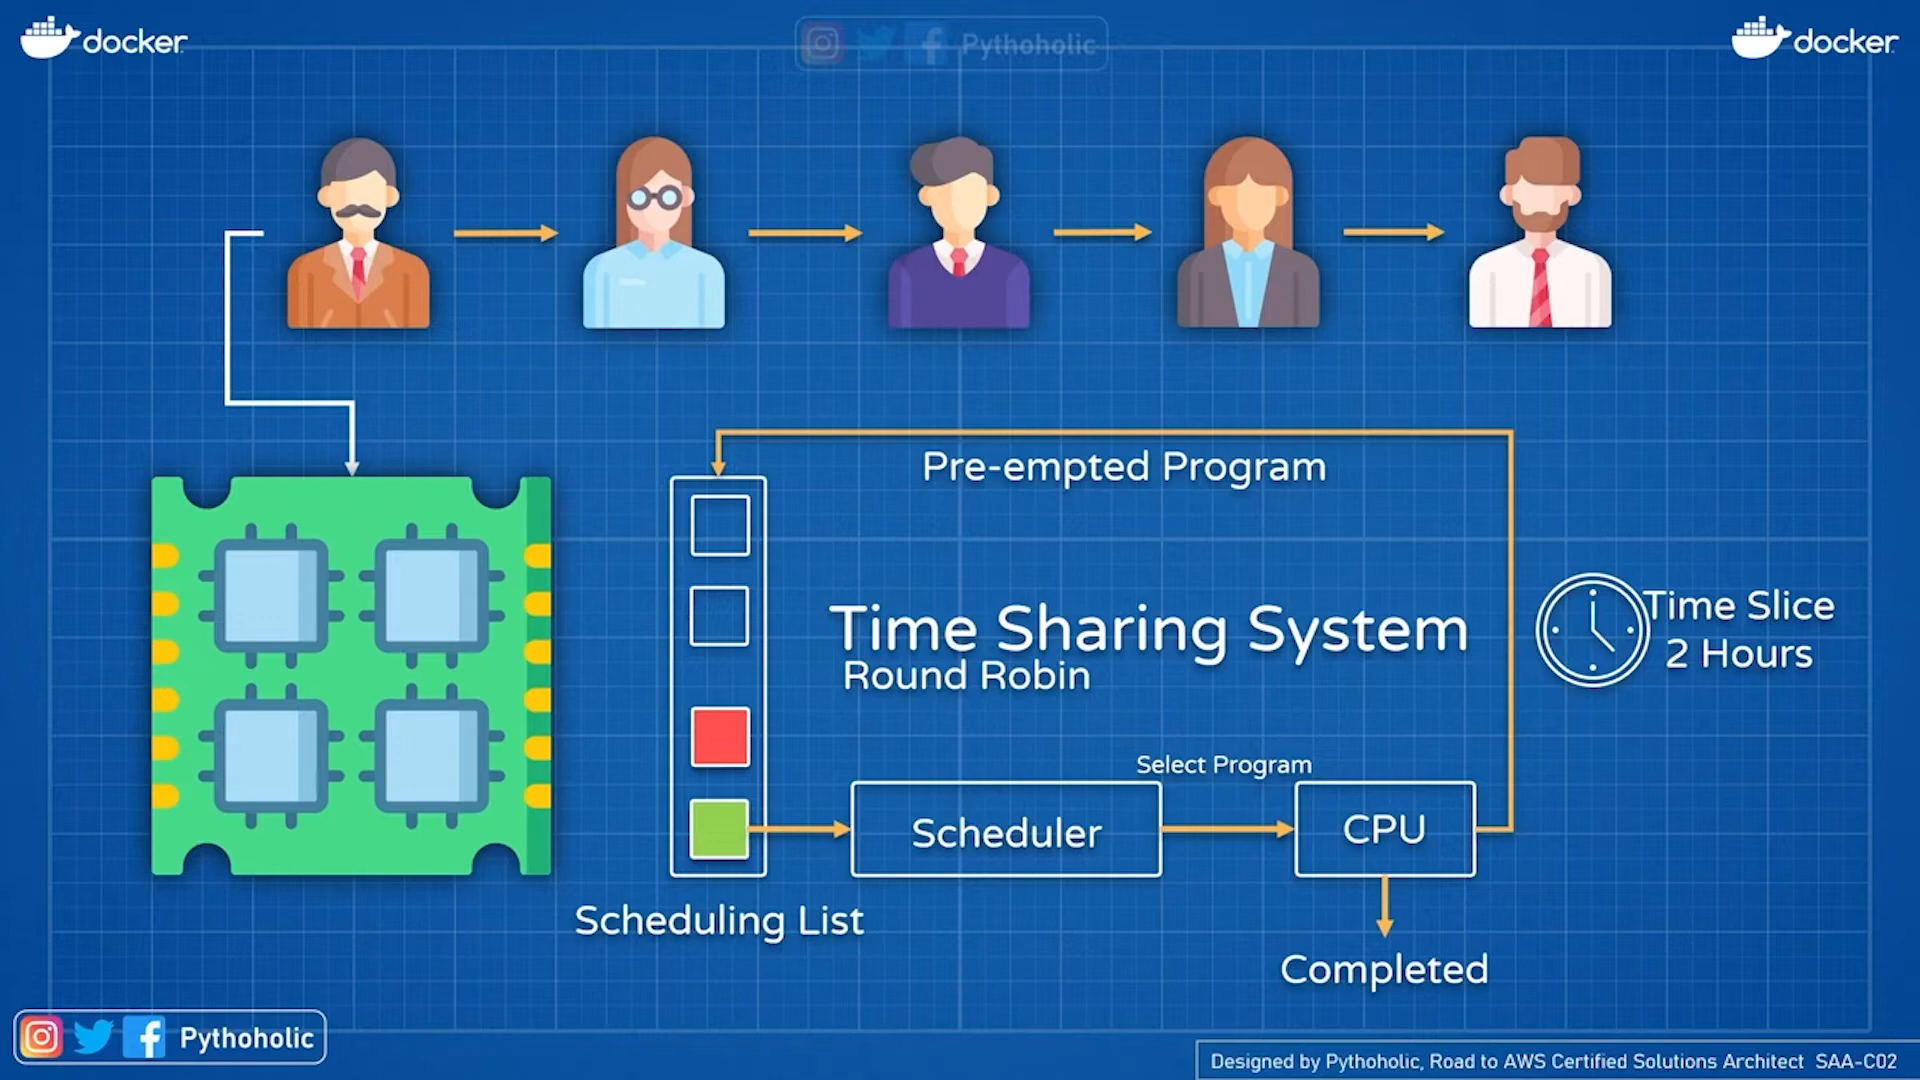 docker
Pythoholic
docker
Pre-empted Program
Time Sharing System
Round Robin
Time Slice
2 Hours
Select Program
Scheduler
CPU
Scheduling List
Completed
Pythoholic
Designed by Pythoholic, Road to AWS Certified Solutions Architect SAA-C02